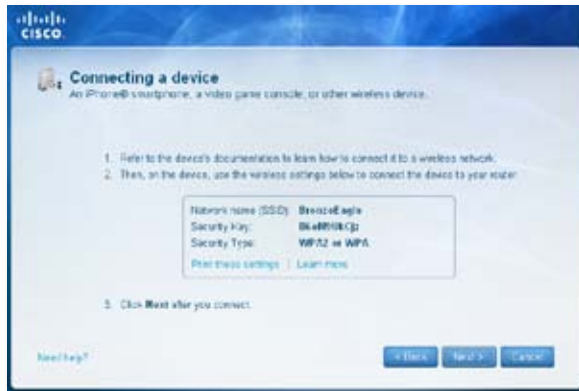 CISCO
Connecting a device
An iPhone® smartphone, a video game console, or other wireless device.
1. Refer to the device's documentation to learn how to connect it to a wireless network.
2. Then, on the device, use the wireless settings below to connect the device to your router.
Network name (SSID): BronzeEagle
Security Key:
Security Type: WPA2 or WPA
Print these settings | Learn more
3. Click Next after you connect.
Need help?
< Back Next > Cancel